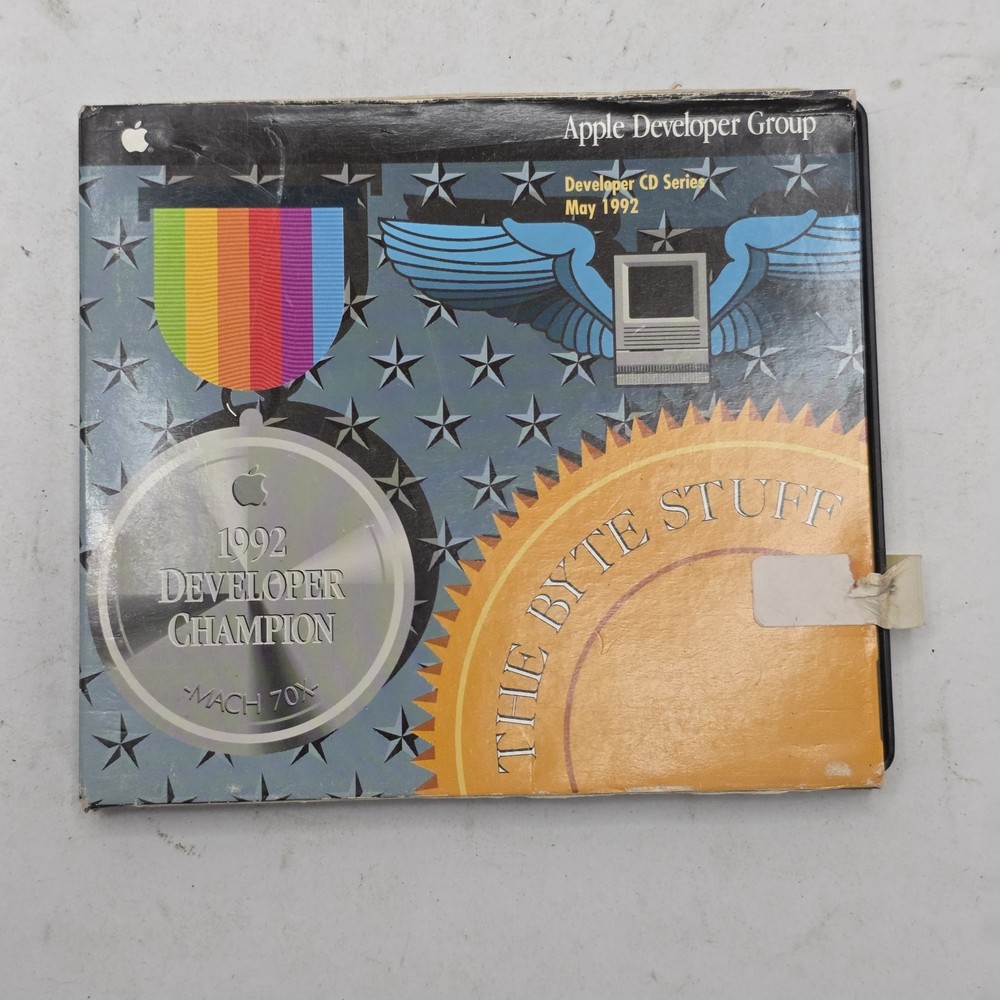 Apple Developer Group
Developer CD Series
May 1992
1992
DEVELOPER
CHAMPION
-MACH 70X-
THE BYTE STUFF